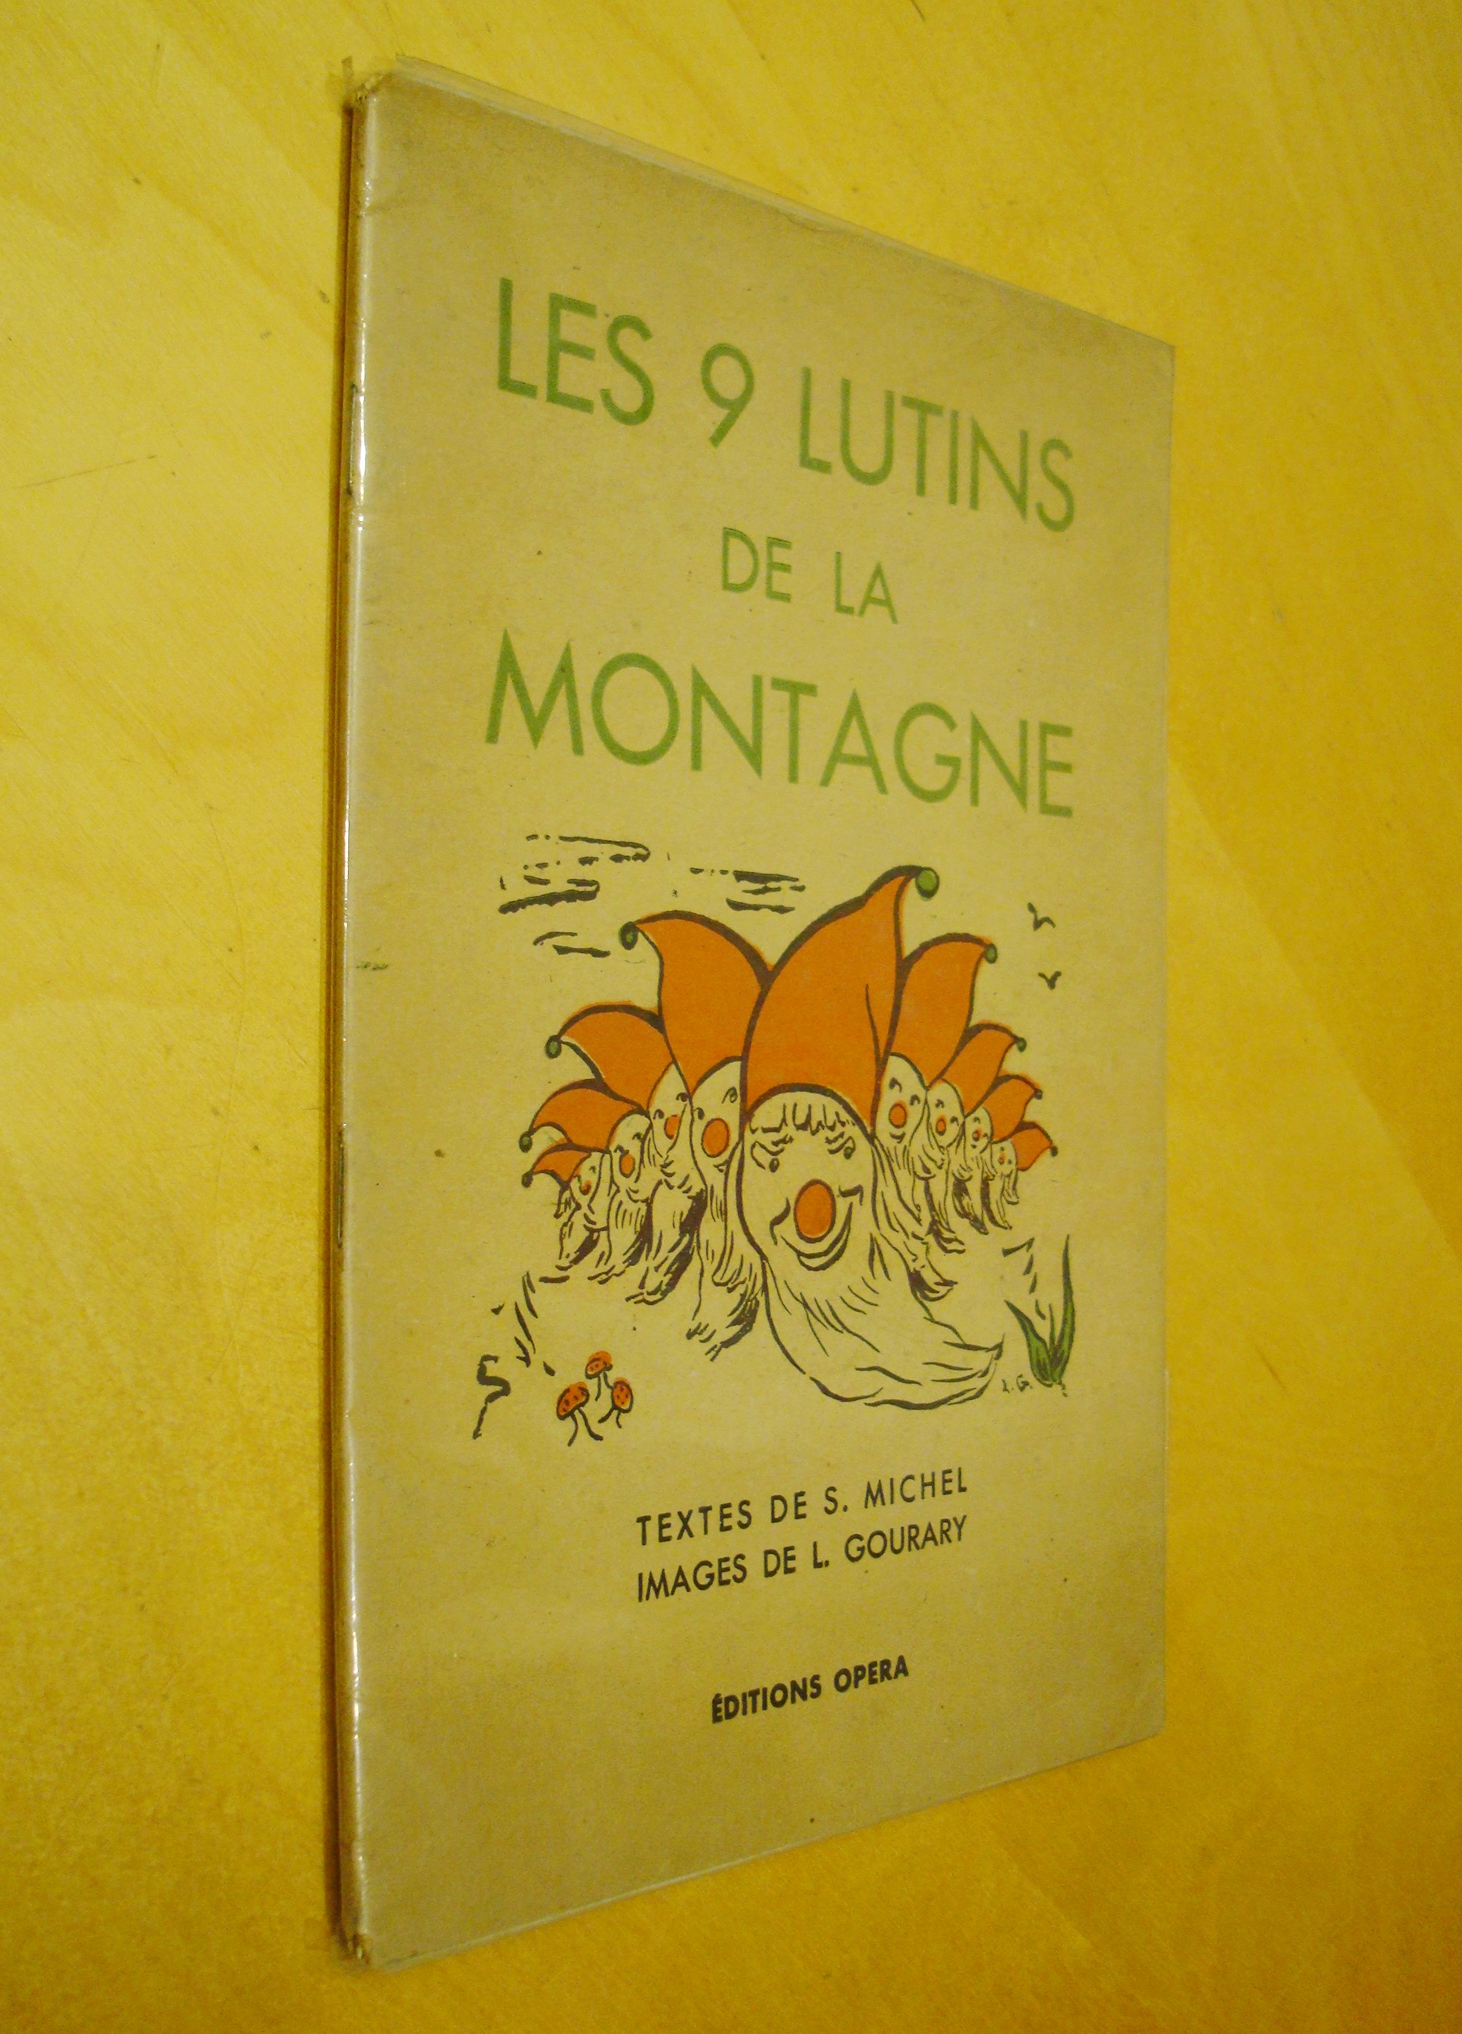 LES 9 LUTINS
DE LA
MONTAGNE
L.G.
TEXTES DE S. MICHEL
IMAGES DE L. GOURARY
ÉDITIONS OPERA